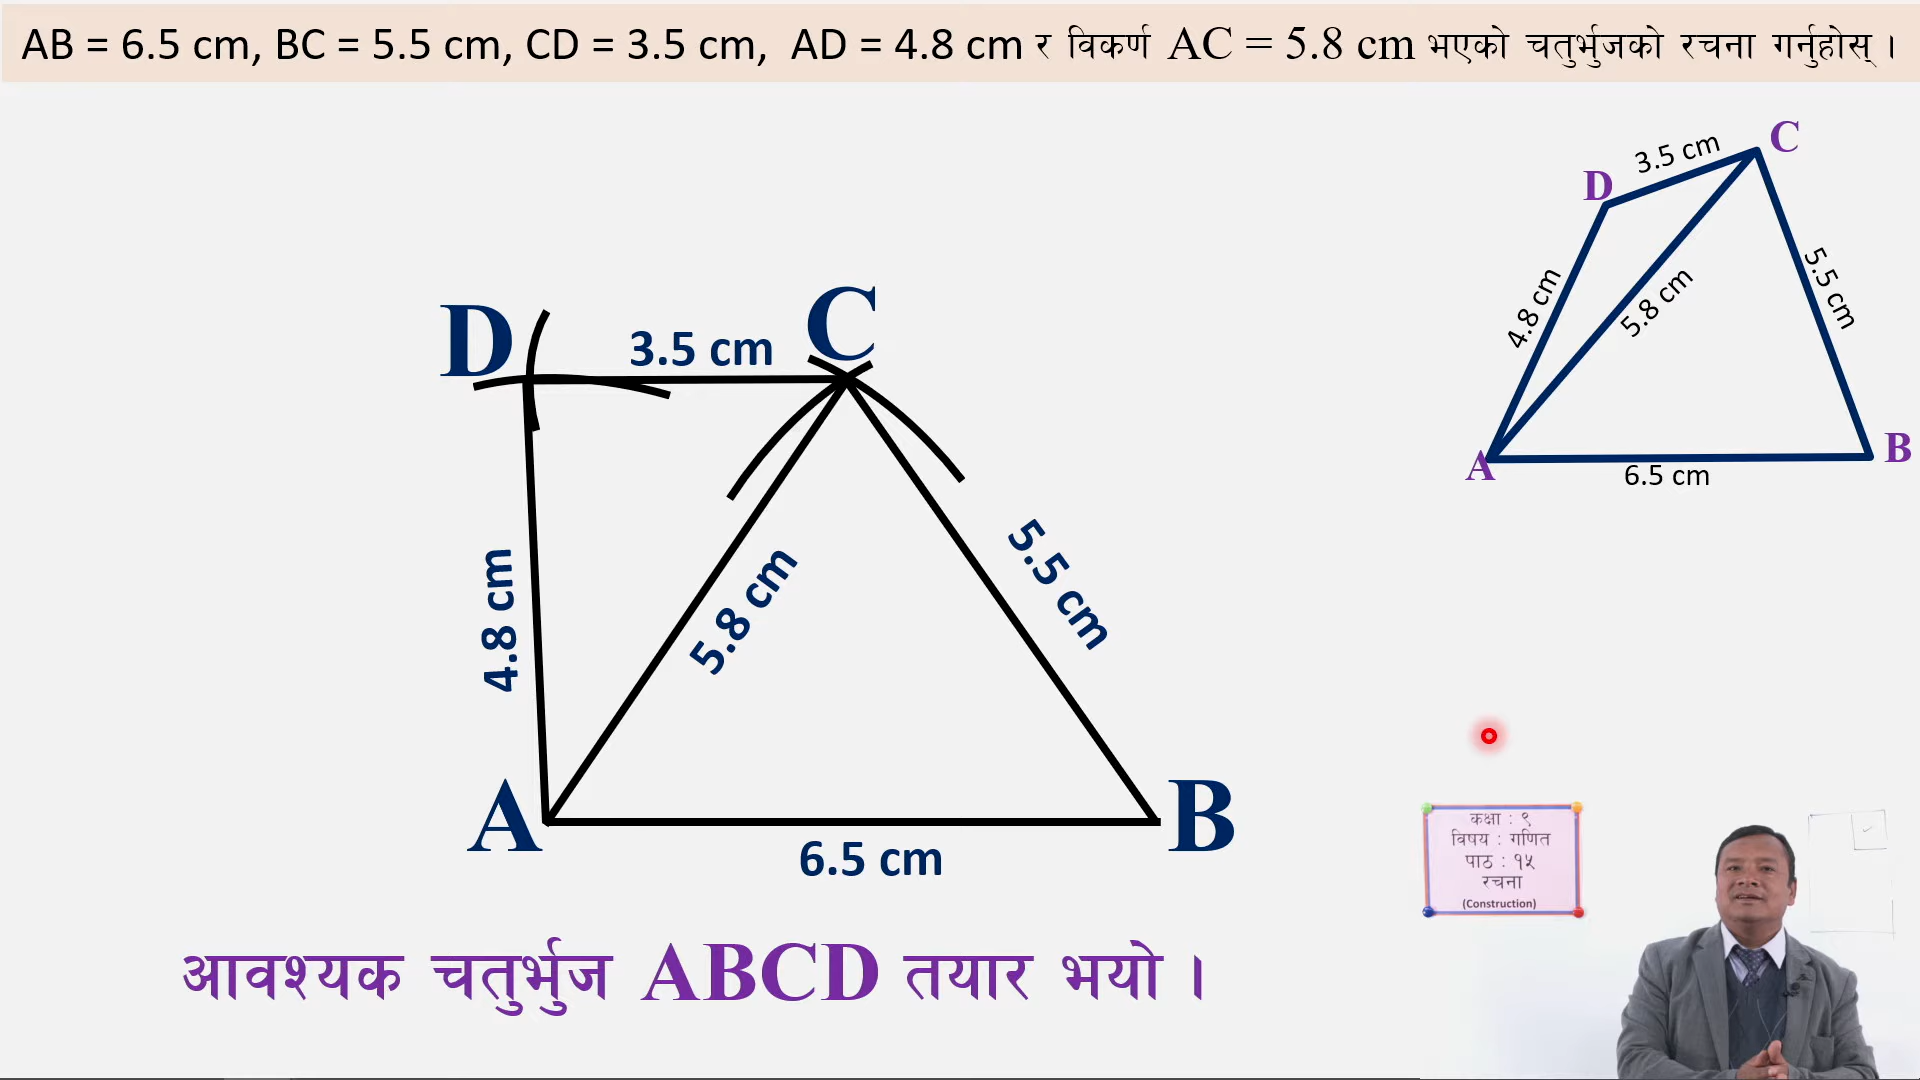 AB = 6.5 cm, BC = 5.5 cm, CD = 3.5 cm, AD = 4.8 cm र विकर्ण AC = 5.8 cm भएको चतुर्भुजको रचना गर्नुहोस् ।
C
3.5 cm
D
5.5 cm
4.8 cm
5.8 cm
A
B
6.5 cm
D
3.5 cm
C
4.8 cm
5.8 cm
5.5 cm
A
B
6.5 cm
कक्षा : ९
विषय : गणित
पाठ : १५
रचना
(Construction)
आवश्यक चतुर्भुज ABCD तयार भयो ।